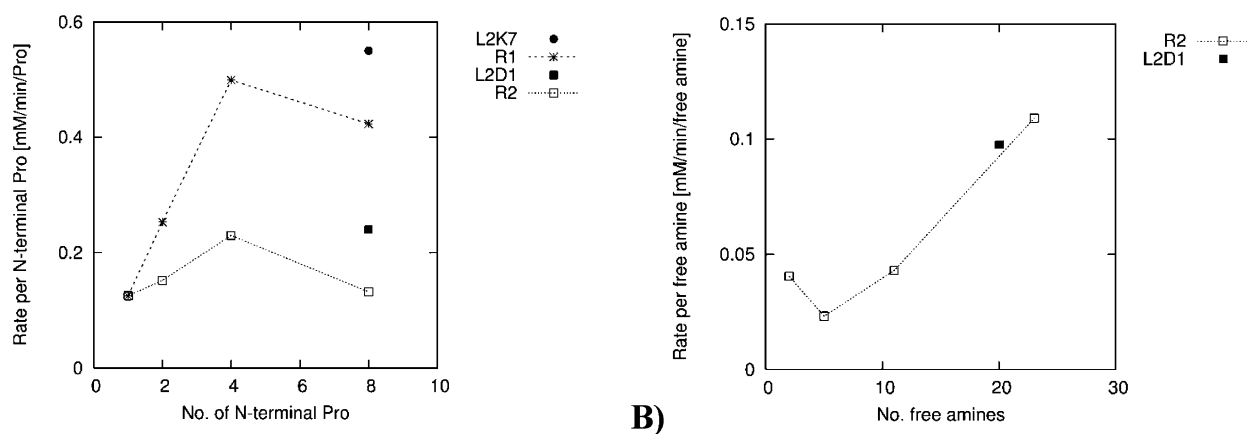 0.6
0.4
0.2
0
0 2 4 6 8 10
Rate per N-terminal Pro [mM/min/Pro]
No. of N-terminal Pro
L2K7
R1
L2D1
R2
B)
0.15
0.1
0.05
0
0 10 20 30
Rate per free amine [mM/min/free amine]
No. free amines
R2
L2D1